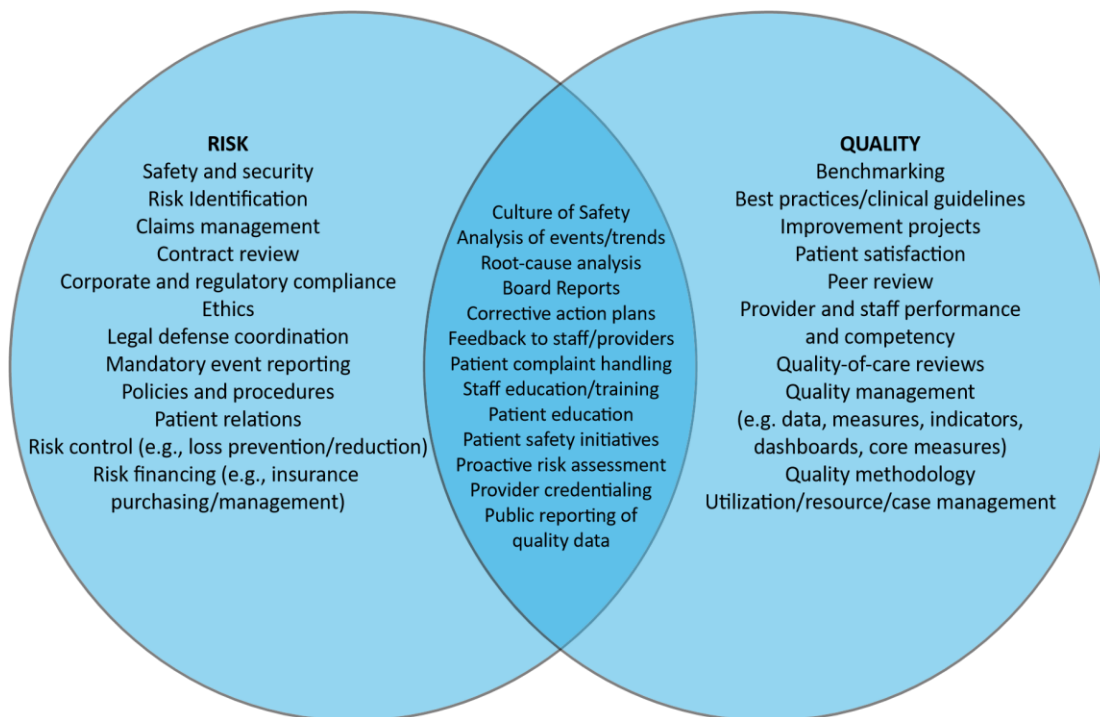 RISK
Safety and security
Risk Identification
Claims management
Contract review
Corporate and regulatory compliance
Ethics
Legal defense coordination
Mandatory event reporting
Policies and procedures
Patient relations
Risk control (e.g., loss prevention/reduction)
Risk financing (e.g., insurance
purchasing/management)
Culture of Safety
Analysis of events/trends
Root-cause analysis
Board Reports
Corrective action plans
Feedback to staff/providers
Patient complaint handling
Staff education/training
Patient education
Patient safety initiatives
Proactive risk assessment
Provider credentialing
Public reporting of
quality data
QUALITY
Benchmarking
Best practices/clinical guidelines
Improvement projects
Patient satisfaction
Peer review
Provider and staff performance
and competency
Quality-of-care reviews
Quality management
(e.g. data, measures, indicators,
dashboards, core measures)
Quality methodology
Utilization/resource/case management